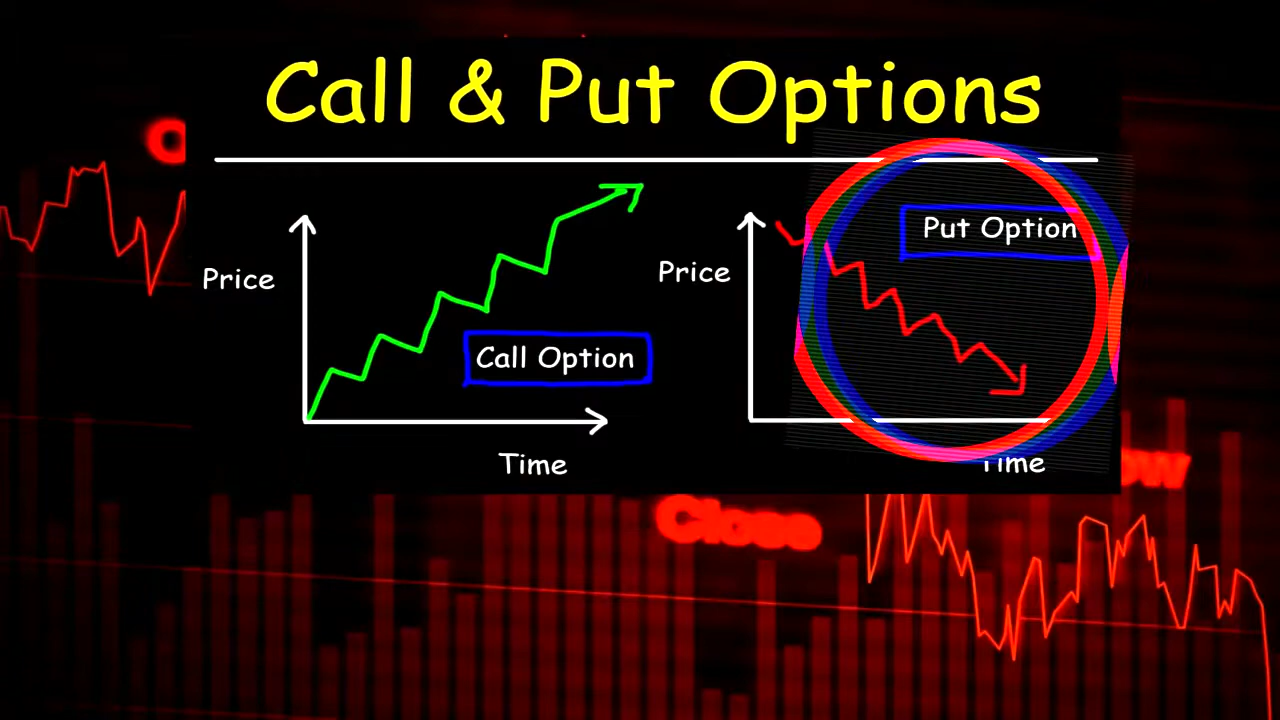 Call & Put Options
Put Option
Price
Price
Call Option
Time
Time
Close